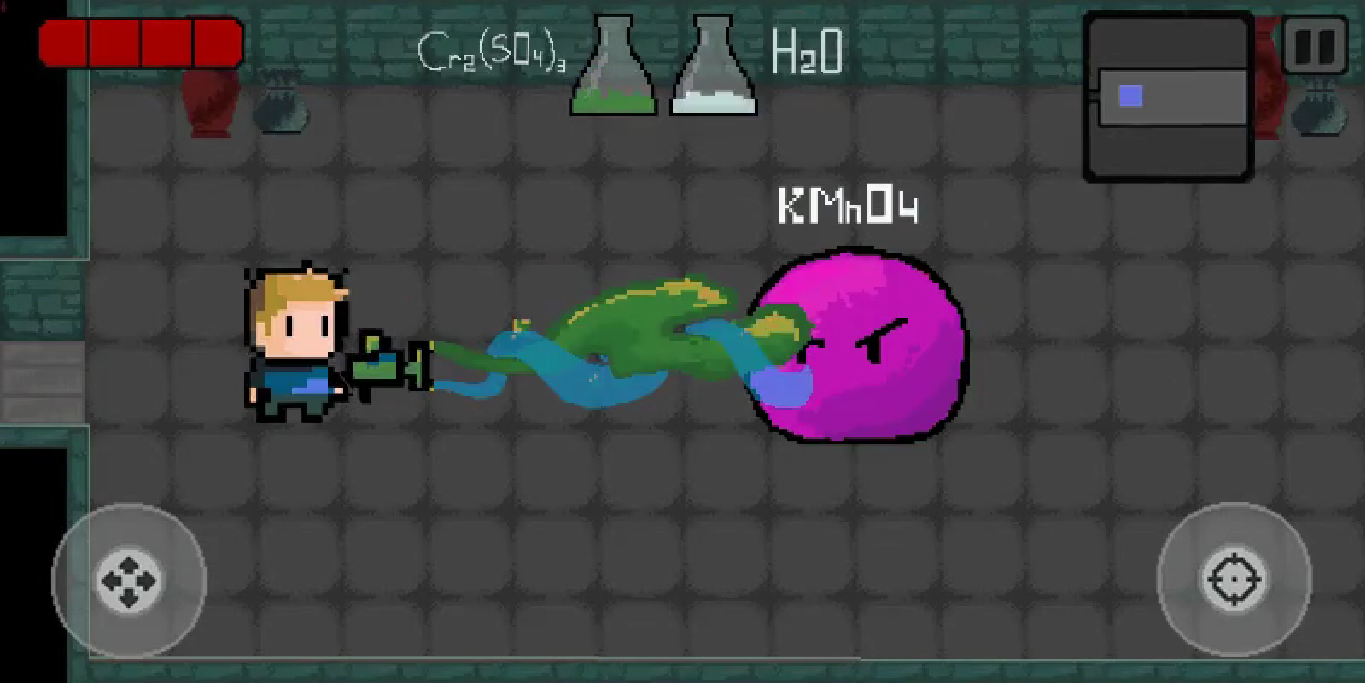 Cr₂(SO₄)₃
H₂O
KMnO4